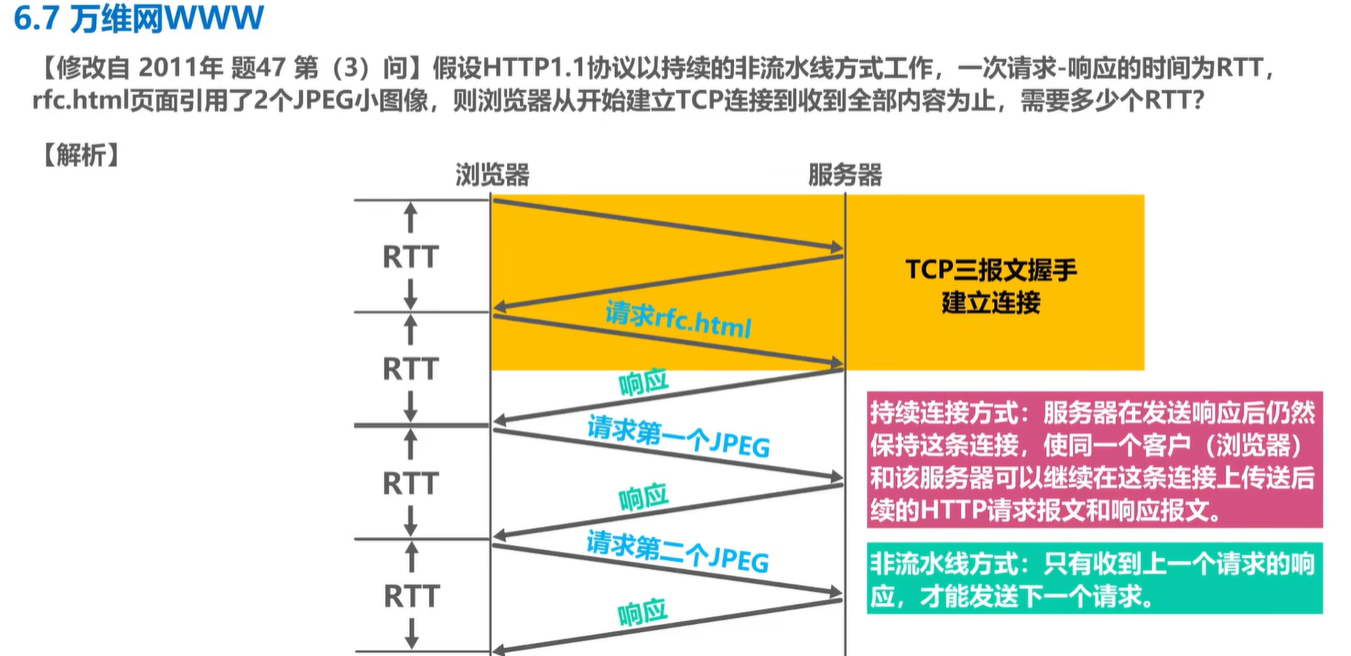 6.7 万维网WWW
【修改自 2011年 题47 第（3）问】假设HTTP1.1协议以持续的非流水线方式工作，一次请求-响应的时间为RTT，
rfc.html页面引用了2个JPEG小图像，则浏览器从开始建立TCP连接到收到全部内容为止，需要多少个RTT？
【解析】
浏览器
服务器
RTT
TCP三报文握手
建立连接
请求rfc.html
RTT
响应
请求第一个JPEG
RTT
响应
请求第二个JPEG
RTT
响应
持续连接方式：服务器在发送响应后仍然
保持这条连接，使同一个客户（浏览器）
和该服务器可以继续在这条连接上传送后
续的HTTP请求报文和响应报文。
非流水线方式：只有收到上一个请求的响
应，才能发送下一个请求。